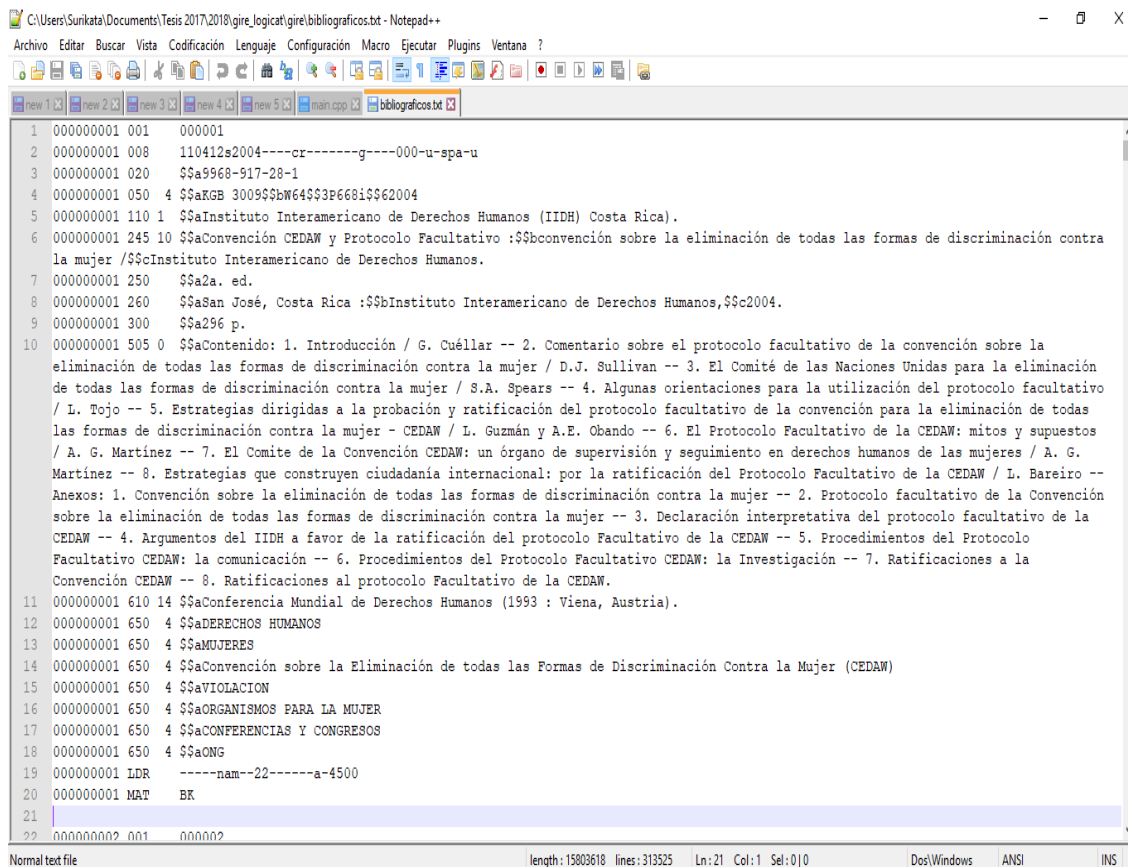 C:\Users\Surikata\Documents\Tesis 2017\2018\gire_logicat\gire\bibliograficos.txt - Notepad++
Archivo Editar Buscar Vista Codificación Lenguaje Configuración Macro Ejecutar Plugins Ventana ?
new 1 new 2 new 3 new 4 new 5 main.cpp bibliograficos.txt
1 000000001 001 000001
2 000000001 008 110412s2004----cr-------g----000-u-spa-u
3 000000001 020 $$a9968-917-28-1
4 000000001 050 4 $$aKGB 3009$$bW64$$3P668i$$62004
5 000000001 110 1 $$aInstituto Interamericano de Derechos Humanos (IIDH) Costa Rica).
6 000000001 245 10 $$aConvención CEDAW y Protocolo Facultativo :$$bconvención sobre la eliminación de todas las formas de discriminación contra
la mujer /$$cInstituto Interamericano de Derechos Humanos.
7 000000001 250 $$a2a. ed.
8 000000001 260 $$aSan José, Costa Rica :$$bInstituto Interamericano de Derechos Humanos,$$c2004.
9 000000001 300 $$a296 p.
10 000000001 505 0 $$aContenido: 1. Introducción / G. Cuéllar -- 2. Comentario sobre el protocolo facultativo de la convención sobre la
eliminación de todas las formas de discriminación contra la mujer / D.J. Sullivan -- 3. El Comité de las Naciones Unidas para la eliminación
de todas las formas de discriminación contra la mujer / S.A. Spears -- 4. Algunas orientaciones para la utilización del protocolo facultativo
/ L. Tojo -- 5. Estrategias dirigidas a la probación y ratificación del protocolo facultativo de la convención para la eliminación de todas
las formas de discriminación contra la mujer - CEDAW / L. Guzmán y A.E. Obando -- 6. El Protocolo Facultativo de la CEDAW: mitos y supuestos
/ A. G. Martínez -- 7. El Comite de la Convención CEDAW: un órgano de supervisión y seguimiento en derechos humanos de las mujeres / A. G.
Martínez -- 8. Estrategias que construyen ciudadanía internacional: por la ratificación del Protocolo Facultativo de la CEDAW / L. Bareiro --
Anexos: 1. Convención sobre la eliminación de todas las formas de discriminación contra la mujer -- 2. Protocolo facultativo de la Convención
sobre la eliminación de todas las formas de discriminación contra la mujer -- 3. Declaración interpretativa del protocolo facultativo de la
CEDAW -- 4. Argumentos del IIDH a favor de la ratificación del protocolo Facultativo de la CEDAW -- 5. Procedimientos del Protocolo
Facultativo CEDAW: la comunicación -- 6. Procedimientos del Protocolo Facultativo CEDAW: la Investigación -- 7. Ratificaciones a la
Convención CEDAW -- 8. Ratificaciones al protocolo Facultativo de la CEDAW.
11 000000001 610 14 $$aConferencia Mundial de Derechos Humanos (1993 : Viena, Austria).
12 000000001 650 4 $$aDERECHOS HUMANOS
13 000000001 650 4 $$aMUJERES
14 000000001 650 4 $$aConvención sobre la Eliminación de todas las Formas de Discriminación Contra la Mujer (CEDAW)
15 000000001 650 4 $$aVIOLACION
16 000000001 650 4 $$aORGANISMOS PARA LA MUJER
17 000000001 650 4 $$aCONFERENCIAS Y CONGRESOS
18 000000001 650 4 $$aONG
19 000000001 LDR -----nam--22------a-4500
20 000000001 MAT BK
21
22 000000002 001 000002
Normal text file length : 15803618 lines : 313525 Ln : 21 Col : 1 Sel : 0 | 0 Dos\Windows ANSI INS